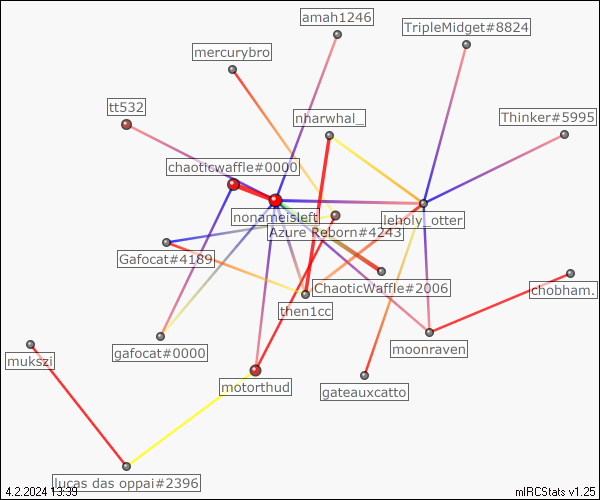 amah1246
TripleMidget#8824
mercurybro
tt532
nharwhal_
Thinker#5995
chaoticwaffle#0000
nonameisleft
leholy_otter
Azure Reborn#4243
Gafocat#4189
ChaoticWaffle#2006
chobham.
then1cc
gafocat#0000
moonraven
mukszi
motorthud
gateauxcatto
lucas das oppai#2396
4.2.2024 13:39
mIRCStats v1.25